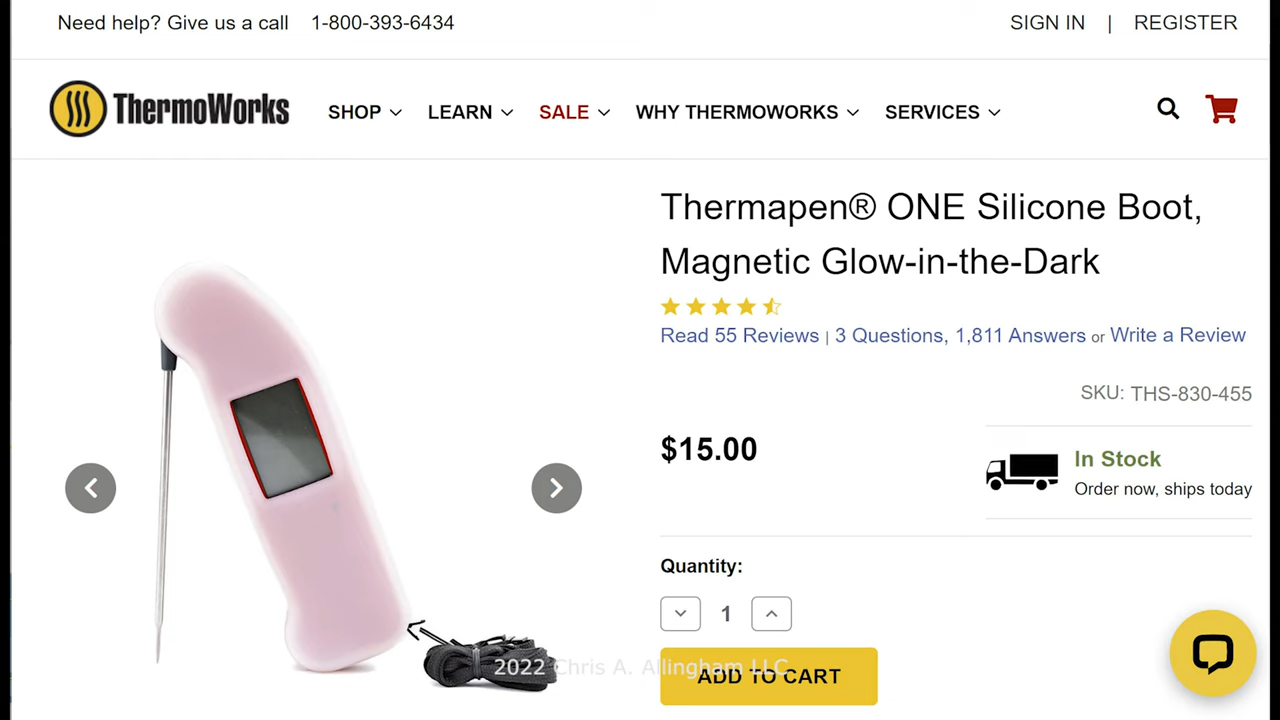 Need help? Give us a call 1-800-393-6434
SIGN IN | REGISTER
ThermoWorks
SHOP LEARN SALE WHY THERMOWORKS SERVICES
Thermapen® ONE Silicone Boot,
Magnetic Glow-in-the-Dark
Read 55 Reviews | 3 Questions, 1,811 Answers or Write a Review
SKU: THS-830-455
$15.00
In Stock
Order now, ships today
Quantity:
1
2022 Chris A. Allingham LLC
ADD TO CART